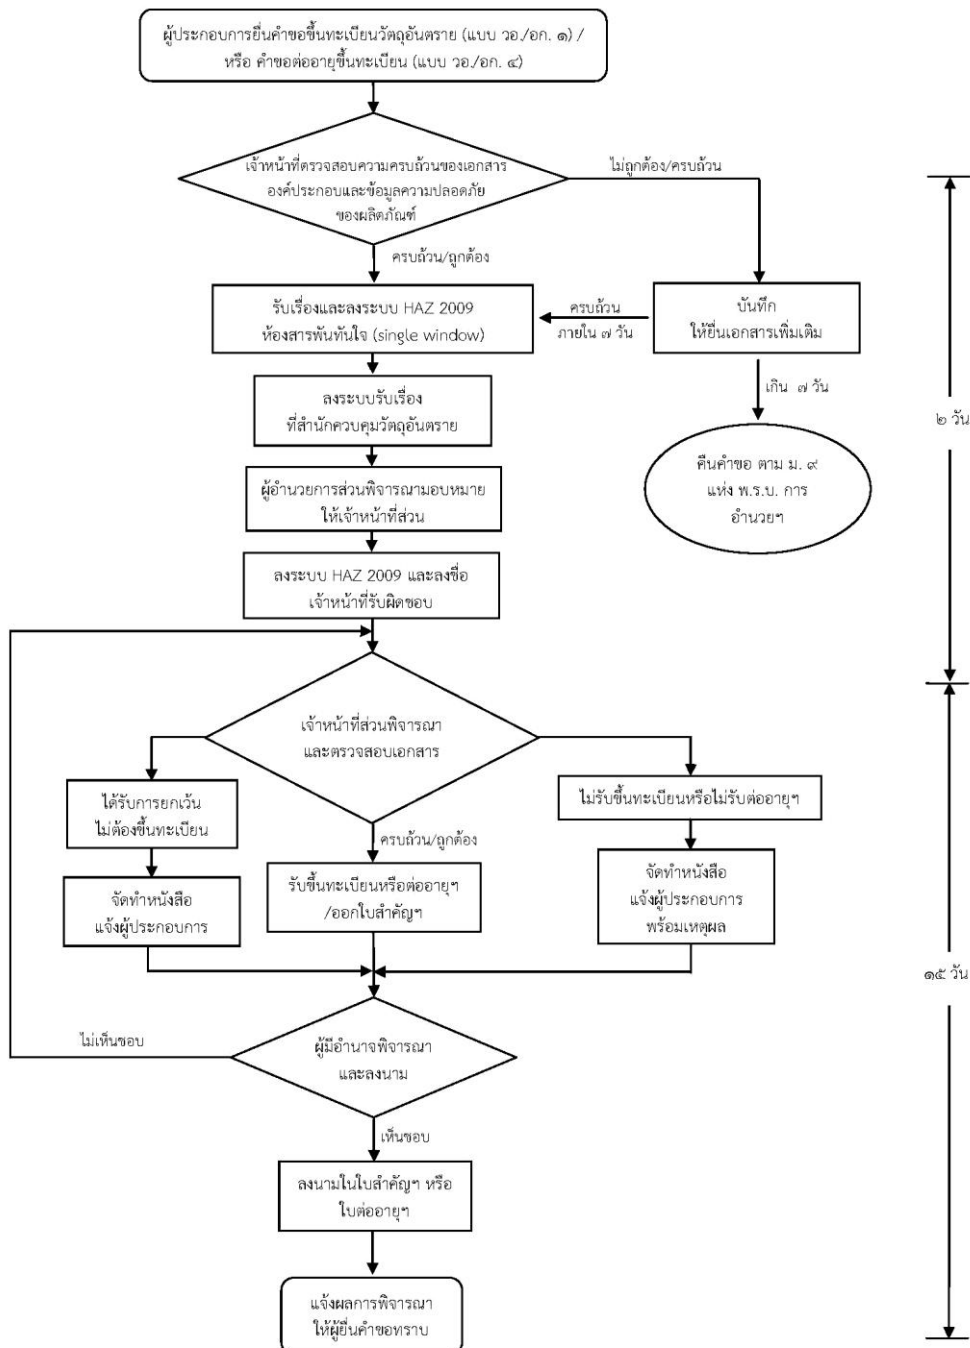 ผู้ประกอบการยื่นคำขอขึ้นทะเบียนวัตถุอันตราย (แบบ วอ./อก. ๑) /
หรือ คำขอต่ออายุขึ้นทะเบียน (แบบ วอ./อก. ๔)
เจ้าหน้าที่ตรวจสอบความครบถ้วนของเอกสาร
องค์ประกอบและข้อมูลความปลอดภัย
ของผลิตภัณฑ์
ไม่ถูกต้อง/ครบถ้วน
ครบถ้วน/ถูกต้อง
รับเรื่องและลงระบบ HAZ 2009
ห้องสารพันทันใจ (single window)
ครบถ้วน
ภายใน ๗ วัน
บันทึก
ให้ยื่นเอกสารเพิ่มเติม
เกิน ๗ วัน
ลงระบบรับเรื่อง
ที่สำนักควบคุมวัตถุอันตราย
๒ วัน
คืนคำขอ ตาม ม. ๙
แห่ง พ.ร.บ. การ
อำนวยฯ
ผู้อำนวยการส่วนพิจารณามอบหมาย
ให้เจ้าหน้าที่ส่วน
ลงระบบ HAZ 2009 และลงชื่อ
เจ้าหน้าที่รับผิดชอบ
เจ้าหน้าที่ส่วนพิจารณา
และตรวจสอบเอกสาร
ได้รับการยกเว้น
ไม่ต้องขึ้นทะเบียน
ไม่รับขึ้นทะเบียนหรือไม่รับต่ออายุฯ
ครบถ้วน/ถูกต้อง
จัดทำหนังสือ
แจ้งผู้ประกอบการ
รับขึ้นทะเบียนหรือต่ออายุฯ
/ออกใบสำคัญฯ
จัดทำหนังสือ
แจ้งผู้ประกอบการ
พร้อมเหตุผล
๑๕ วัน
ไม่เห็นชอบ
ผู้มีอำนาจพิจารณา
และลงนาม
เห็นชอบ
ลงนามในใบสำคัญฯ หรือ
ใบต่ออายุฯ
แจ้งผลการพิจารณา
ให้ผู้ยื่นคำขอทราบ